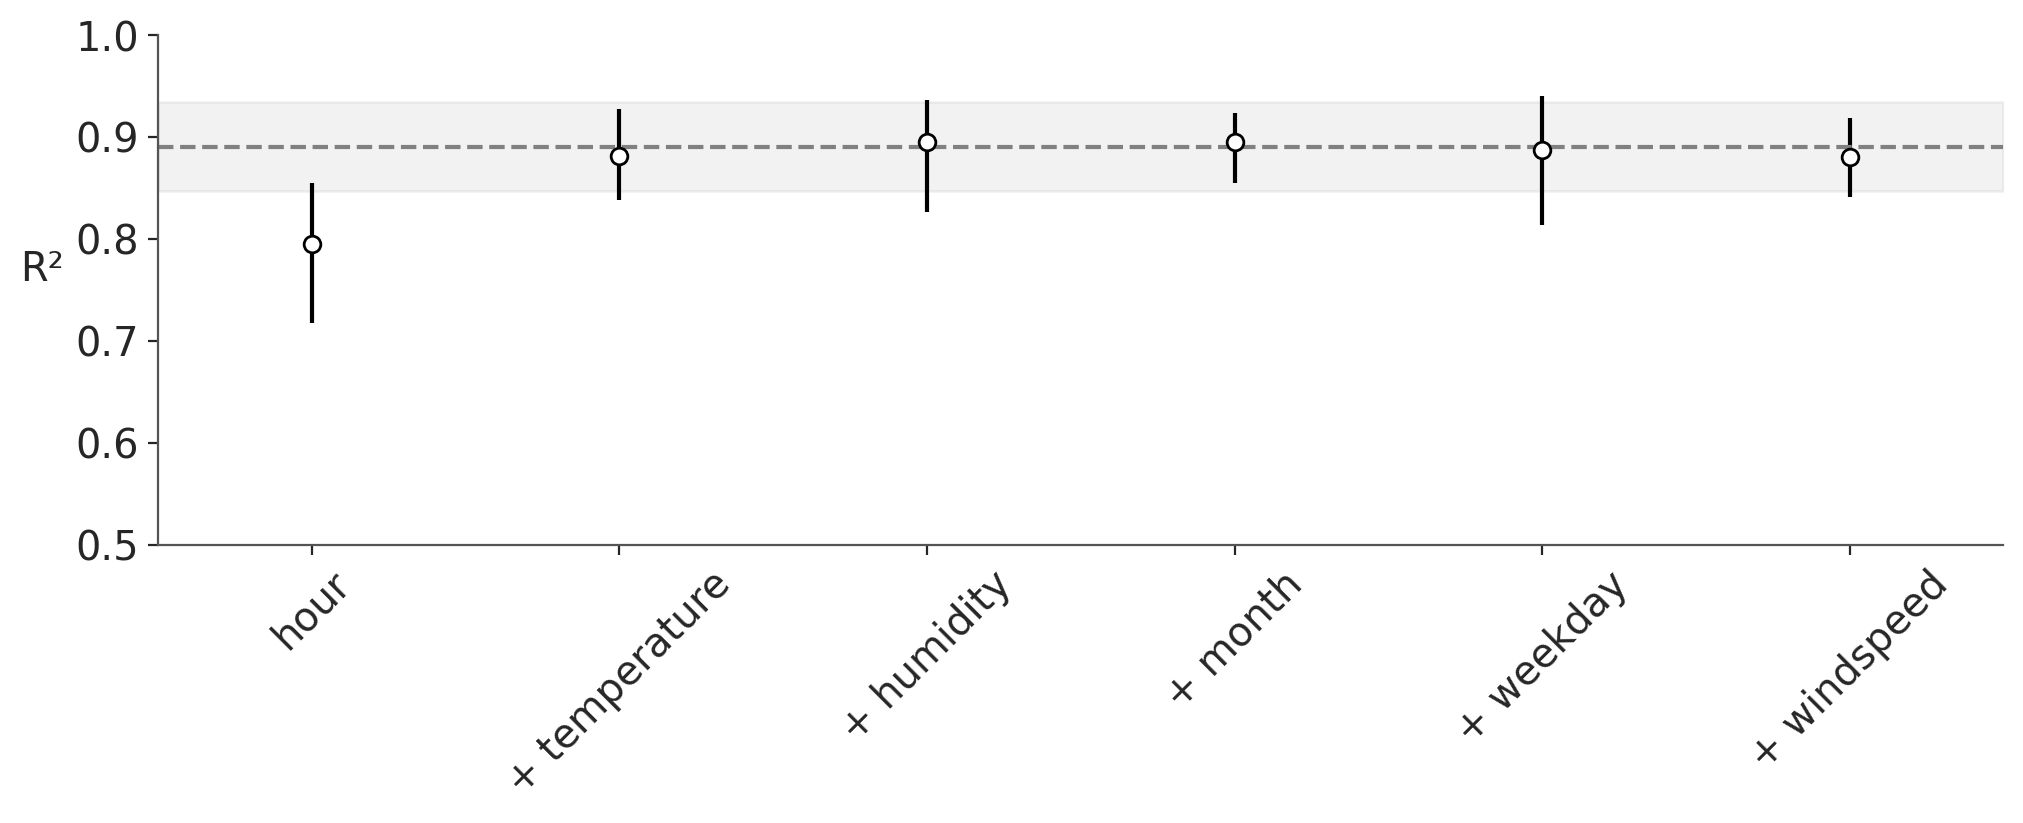 1.0
0.9
0.8
0.7
0.6
0.5
R²
hour
+ temperature
+ humidity
+ month
+ weekday
+ windspeed